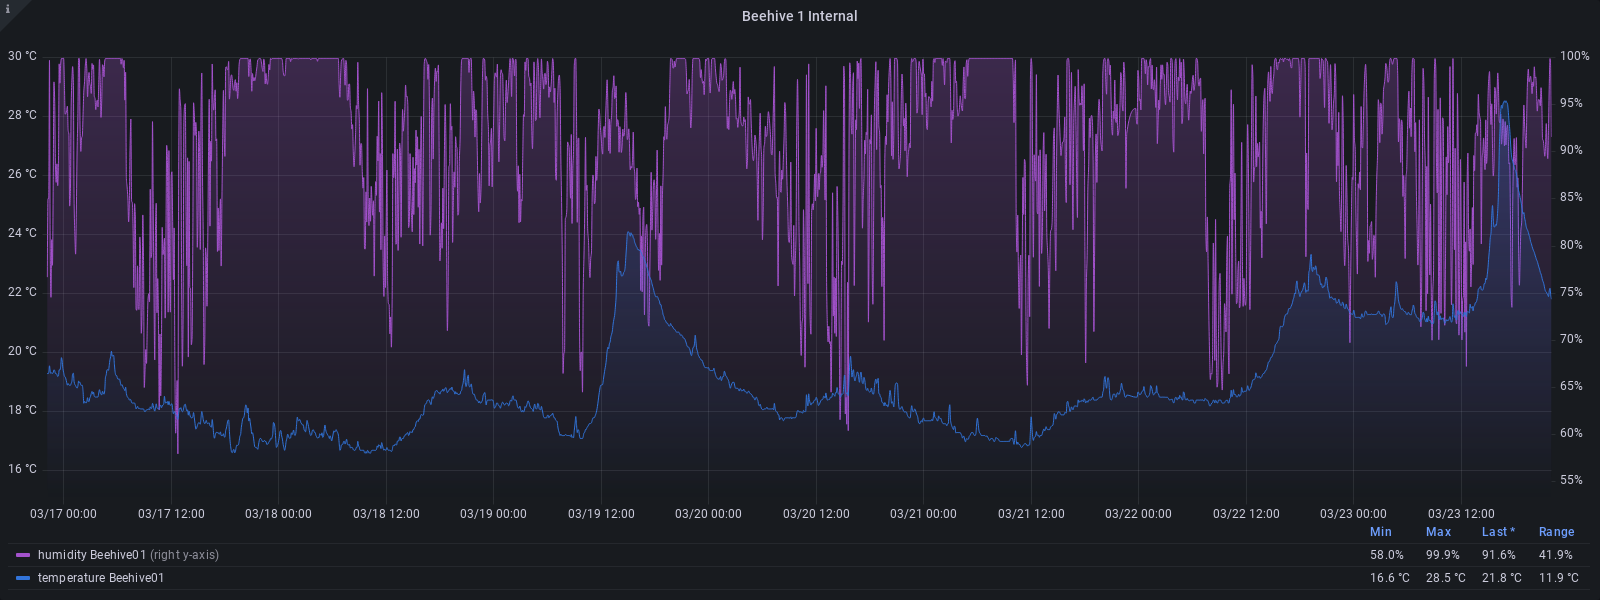 i
Beehive 1 Internal
30 °C 100%
28 °C 95%
90%
26 °C 85%
24 °C 80%
22 °C 75%
20 °C 70%
18 °C 65%
60%
16 °C 55%
03/17 00:00 03/17 12:00 03/18 00:00 03/18 12:00 03/19 00:00 03/19 12:00 03/20 00:00 03/20 12:00 03/21 00:00 03/21 12:00 03/22 00:00 03/22 12:00 03/23 00:00 03/23 12:00
Min Max Last * Range
humidity Beehive01 (right y-axis) 58.0% 99.9% 91.6% 41.9%
temperature Beehive01 16.6 °C 28.5 °C 21.8 °C 11.9 °C